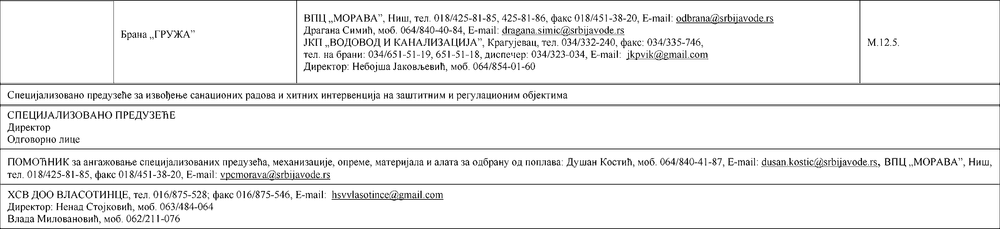 Брана „ГРУЖА”
ВПЦ „МОРАВА”, Ниш, тел. 018/425-81-85, 425-81-86, факс 018/451-38-20, E-mail: odbrana@srbijavode.rs
Драгана Симић, моб. 064/840-40-84, E-mail: dragana.simic@srbijavode.rs
ЈКП „ВОДОВОД И КАНАЛИЗАЦИЈА”, Крагујевац, тел. 034/332-240, факс: 034/335-746,
тел. на брани: 034/651-51-19, 651-51-18, диспечер: 034/323-034, E-mail: jkpvik@gmail.com
Директор: Небојша Јаковљевић, моб. 064/854-01-60
М.12.5.
Специјализовано предузеће за извођење санационих радова и хитних интервенција на заштитним и регулационим објектима
СПЕЦИЈАЛИЗОВАНО ПРЕДУЗЕЋЕ
Директор
Одговорно лице
ПОМОЋНИК за ангажовање специјализованих предузећа, механизације, опреме, материјала и алата за одбрану од поплава: Душан Костић, моб. 064/840-41-87, E-mail: dusan.kostic@srbijavode.rs, ВПЦ „МОРАВА”, Ниш,
тел. 018/425-81-85, факс 018/451-38-20, E-mail: vpcmorava@srbijavode.rs
ХСВ ДОО ВЛАСОТИНЦЕ, тел. 016/875-528; факс 016/875-546, E-mail: hsvvlasotince@gmail.com
Директор: Ненад Стојковић, моб. 063/484-064
Влада Миловановић, моб. 062/211-076